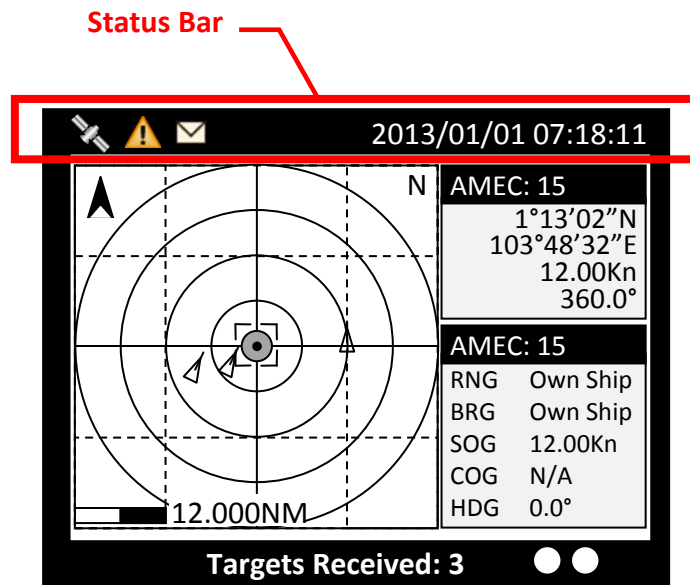 Status Bar
2013/01/01 07:18:11
N
AMEC: 15
1°13’02”N
103°48’32”E
12.00Kn
360.0°
AMEC: 15
RNG Own Ship
BRG Own Ship
SOG 12.00Kn
COG N/A
HDG 0.0°
12.000NM
Targets Received: 3